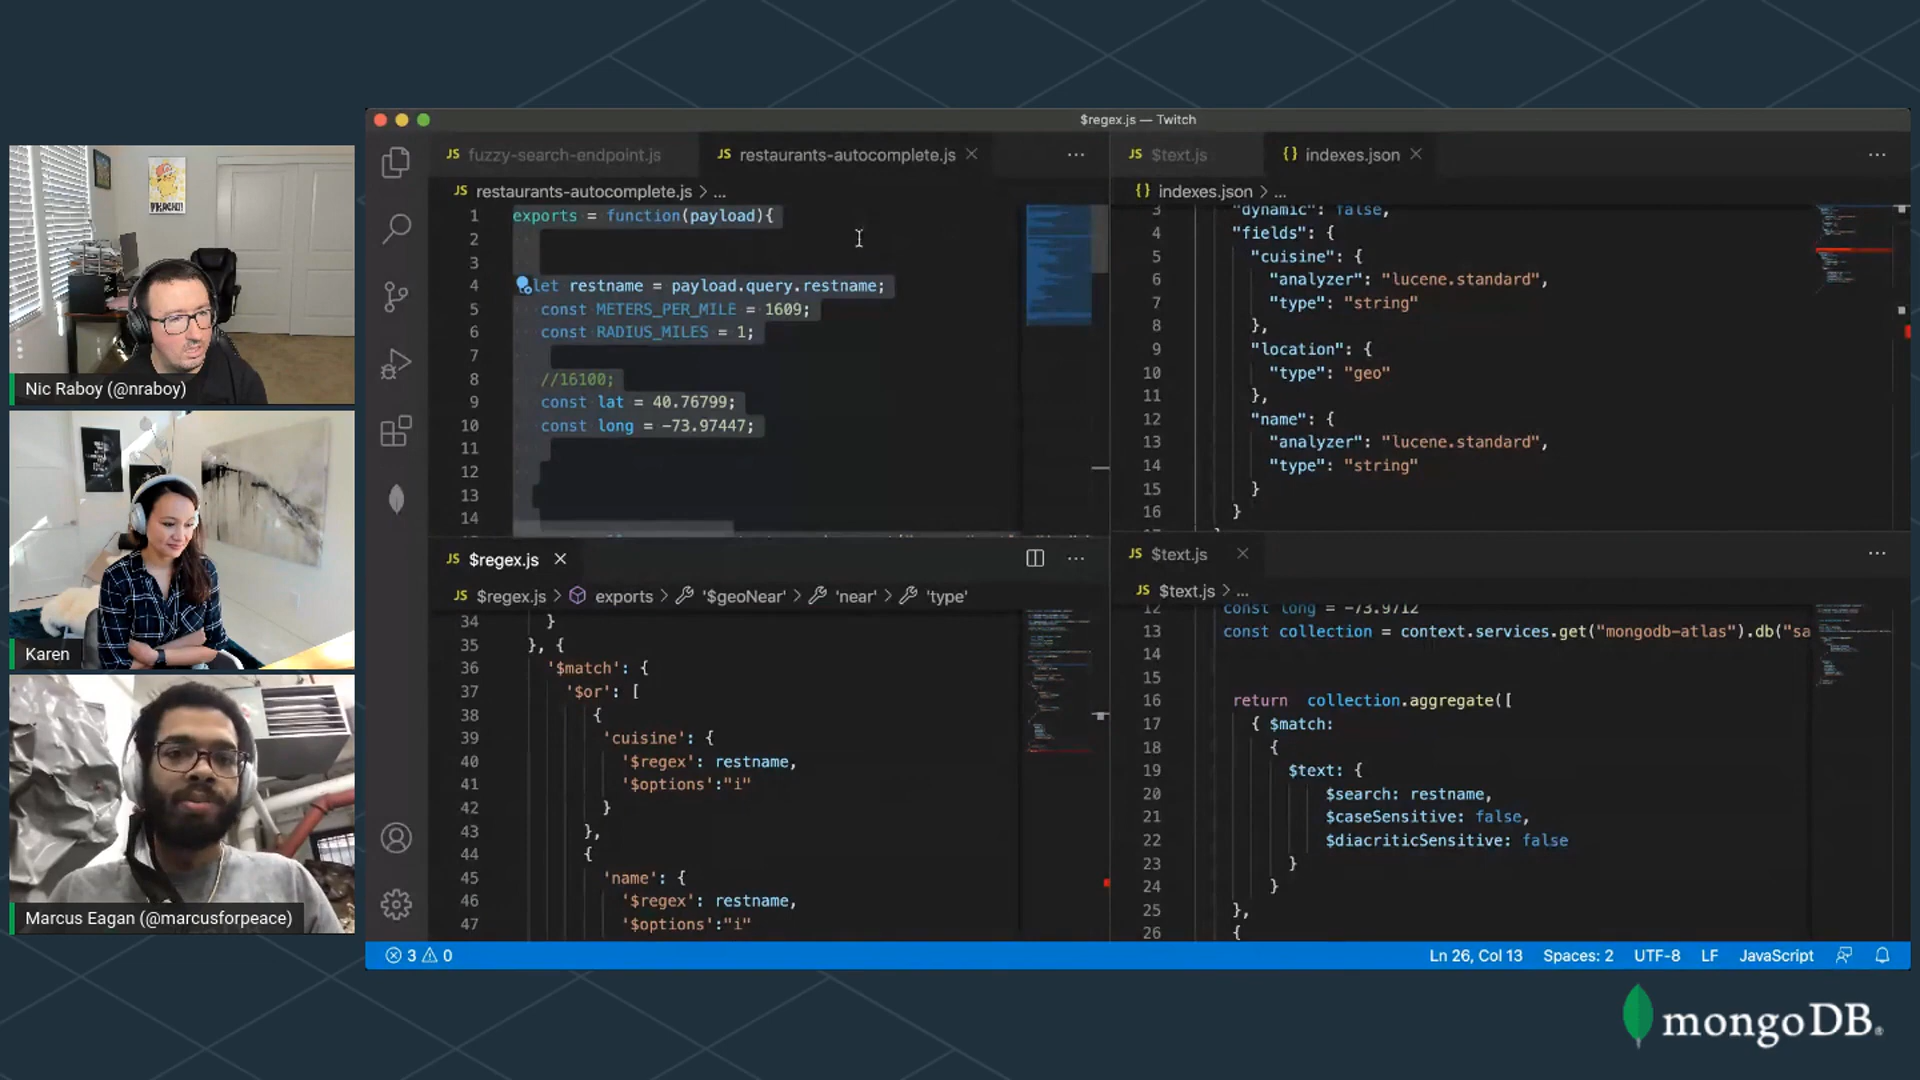 $regex.js — Twitch
JS fuzzy-search-endpoint.js
JS restaurants-autocomplete.js
JS restaurants-autocomplete.js > ...
1 exports = function(payload){
2
3
4 let restname = payload.query.restname;
5 const METERS_PER_MILE = 1609;
6 const RADIUS_MILES = 1;
7
8 //16100;
9 const lat = 40.76799;
10 const long = -73.97447;
11
12
13
14
JS $text.js
{} indexes.json
{} indexes.json > ...
3 "dynamic": false,
4 "fields": {
5 "cuisine": {
6 "analyzer": "lucene.standard",
7 "type": "string"
8 },
9 "location": {
10 "type": "geo"
11 },
12 "name": {
13 "analyzer": "lucene.standard",
14 "type": "string"
15 }
16 }
JS $regex.js
JS $regex.js > exports > '$geoNear' > 'near' > 'type'
34 }
35 }, {
36 '$match': {
37 '$or': [
38 {
39 'cuisine': {
40 '$regex': restname,
41 '$options':"i"
42 }
43 },
44 {
45 'name': {
46 '$regex': restname,
47 '$options':"i"
JS $text.js
JS $text.js > ...
12 const long = -73.9712
13 const collection = context.services.get("mongodb-atlas").db("sa
14
15
16 return collection.aggregate([
17 { $match:
18 {
19 $text: {
20 $search: restname,
21 $caseSensitive: false,
22 $diacriticSensitive: false
23 }
24 }
25 },
26 {
3 0
Ln 26, Col 13 Spaces: 2 UTF-8 LF JavaScript
Nic Raboy (@nraboy)
Karen
Marcus Eagan (@marcusforpeace)
mongoDB®